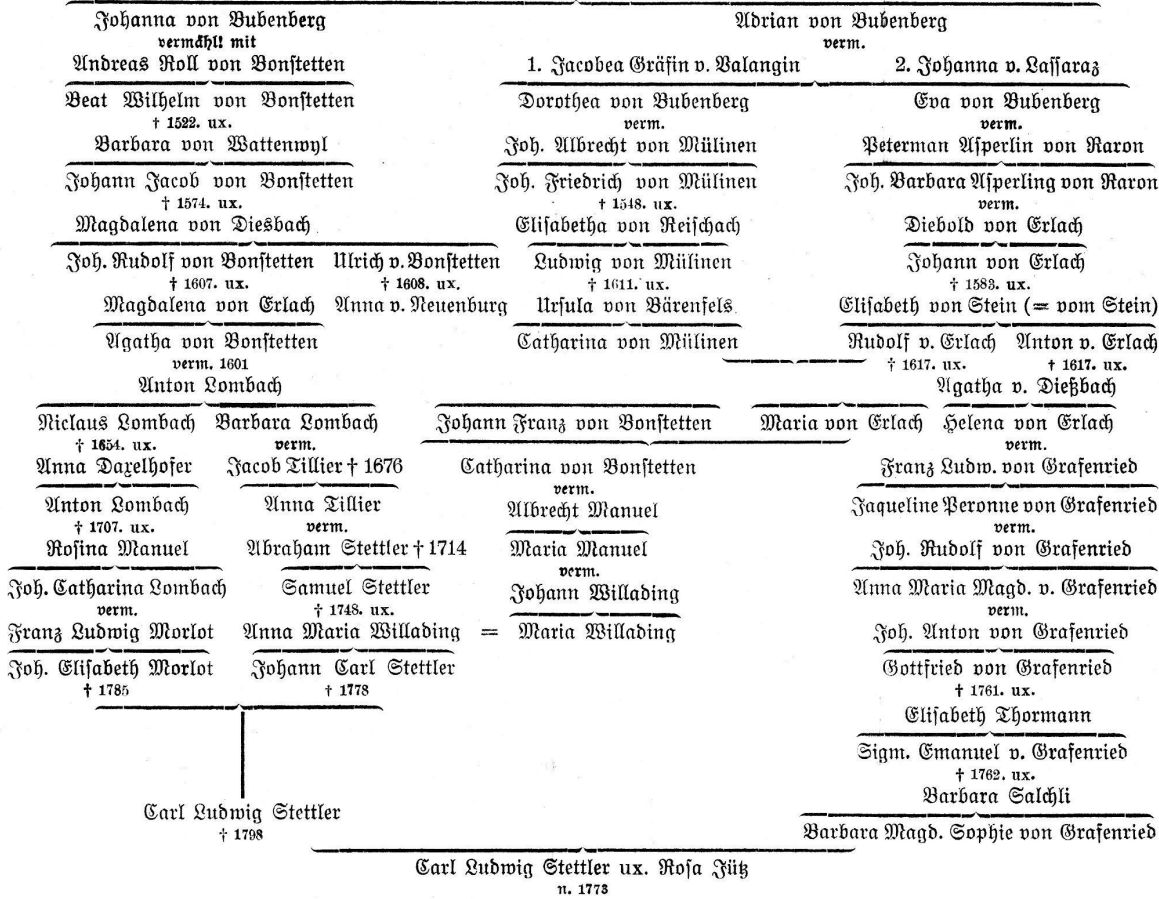 Johanna von Bubenberg Adrian von Bubenberg
vermählt mit verm.
Andreas Roll von Bonstetten 1. Jacobea Gräfin v. Valangin 2. Johanna v. Lassaraz
Beat Wilhelm von Bonstetten Dorothea von Bubenberg Eva von Bubenberg
† 1522. ux. verm. verm.
Barbara von Wattenwyl Joh. Albrecht von Mülinen Peterman Asperlin von Raron
Johann Jacob von Bonstetten Joh. Friedrich von Mülinen Joh. Barbara Asperling von Raron
† 1574. ux. † 1548. ux. verm.
Magdalena von Diesbach Elisabetha von Reischach Diebold von Erlach
Joh. Rudolf von Bonstetten Ulrich v. Bonstetten Ludwig von Mülinen Johann von Erlach
† 1607. ux. † 1608. ux. † 1611. ux. † 1583. ux.
Magdalena von Erlach Anna v. Neuenburg Ursula von Bärenfels Elisabeth von Stein (= vom Stein)
Agatha von Bonstetten Catharina von Mülinen Rudolf v. Erlach Anton v. Erlach
verm. 1601 † 1617. ux. † 1617. ux.
Anton Lombach Agatha v. Dießbach
Niclaus Lombach Barbara Lombach Johann Franz von Bonstetten Maria von Erlach Helena von Erlach
† 1654. ux. verm. verm.
Anna Daxelhofer Jacob Tillier † 1676 Catharina von Bonstetten Franz Ludw. von Grafenried
verm.
Anton Lombach Anna Tillier Albrecht Manuel Jaqueline Peronne von Grafenried
† 1707. ux. verm. verm.
Rosina Manuel Abraham Stettler † 1714 Maria Manuel Joh. Rudolf von Grafenried
verm.
Joh. Catharina Lombach Samuel Stettler Johann Willading Anna Maria Magd. v. Grafenried
verm. † 1748. ux. verm.
Franz Ludwig Morlot Anna Maria Willading = Maria Willading Joh. Anton von Grafenried
Joh. Elisabeth Morlot Johann Carl Stettler Gottfried von Grafenried
† 1785 † 1778 † 1761. ux.
Elisabeth Thormann
Sigm. Emanuel v. Grafenried
† 1762. ux.
Carl Ludwig Stettler Barbara Salchli
† 1798 Barbara Magd. Sophie von Grafenried
Carl Ludwig Stettler ux. Rosa Jütz
n. 1773